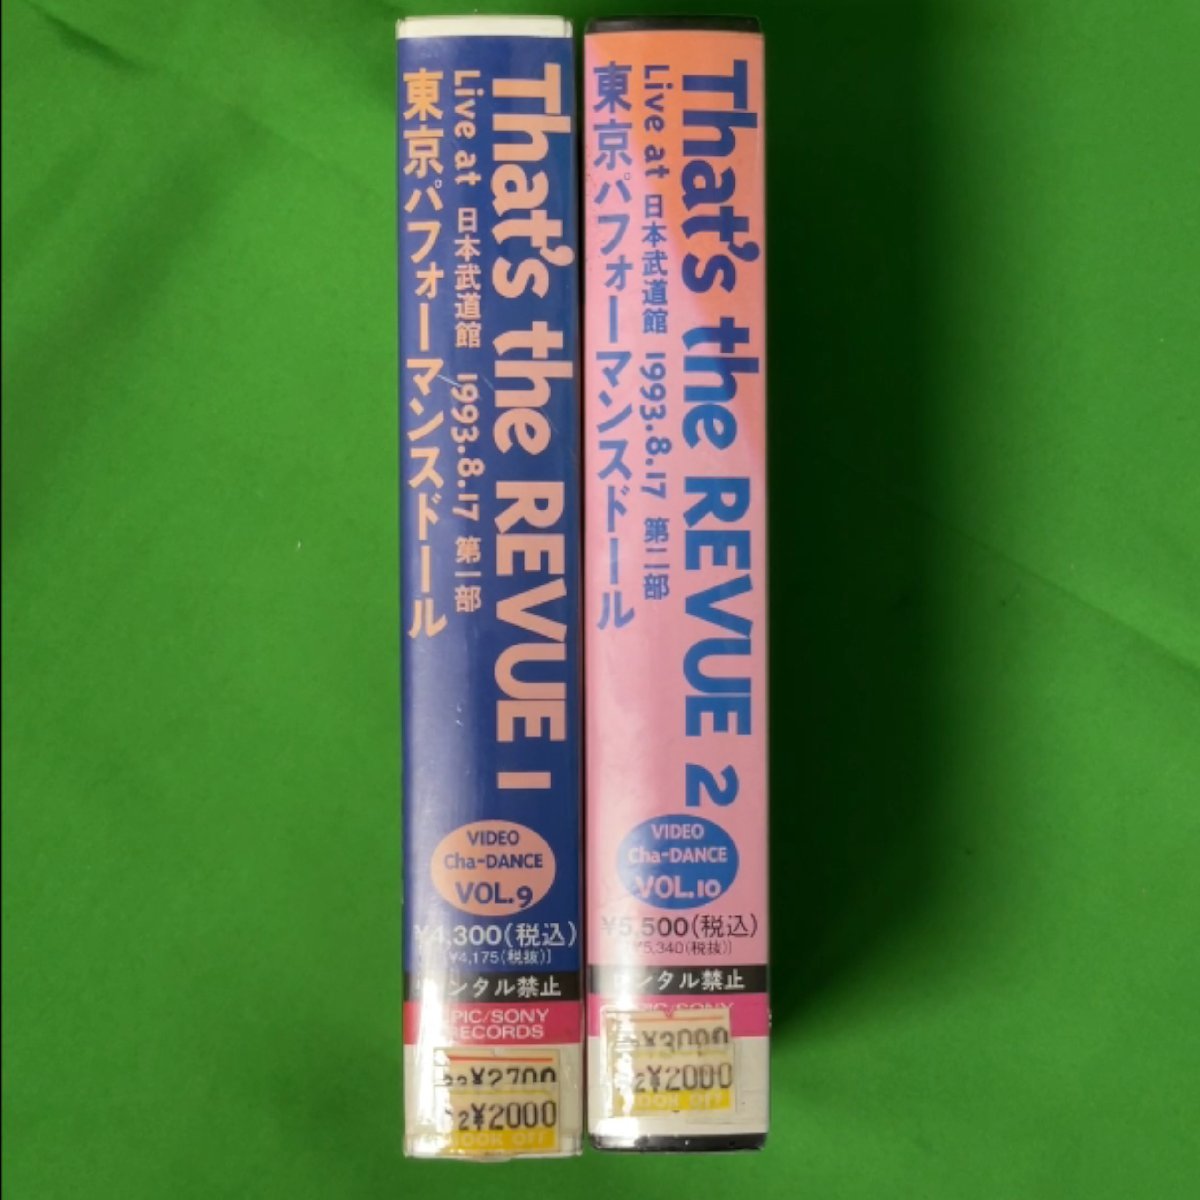 That's the REVUE 1
Live at 日本武道館 1993.8.17 第一部
東京パフォーマンスドール
VIDEO
Cha-DANCE
VOL.9
¥4,300(税込)
[¥4,175(税抜)]
ンタル禁止
PIC/SONY
RECORDS
¥2700
2¥2000
BOOK OFF
That's the REVUE 2
Live at 日本武道館 1993.8.17 第二部
東京パフォーマンスドール
VIDEO
Cha-DANCE
VOL.10
¥5,500(税込)
[¥5,340(税抜)]
レンタル禁止
PIC/SONY
¥3000
2¥2000
BOOK OFF